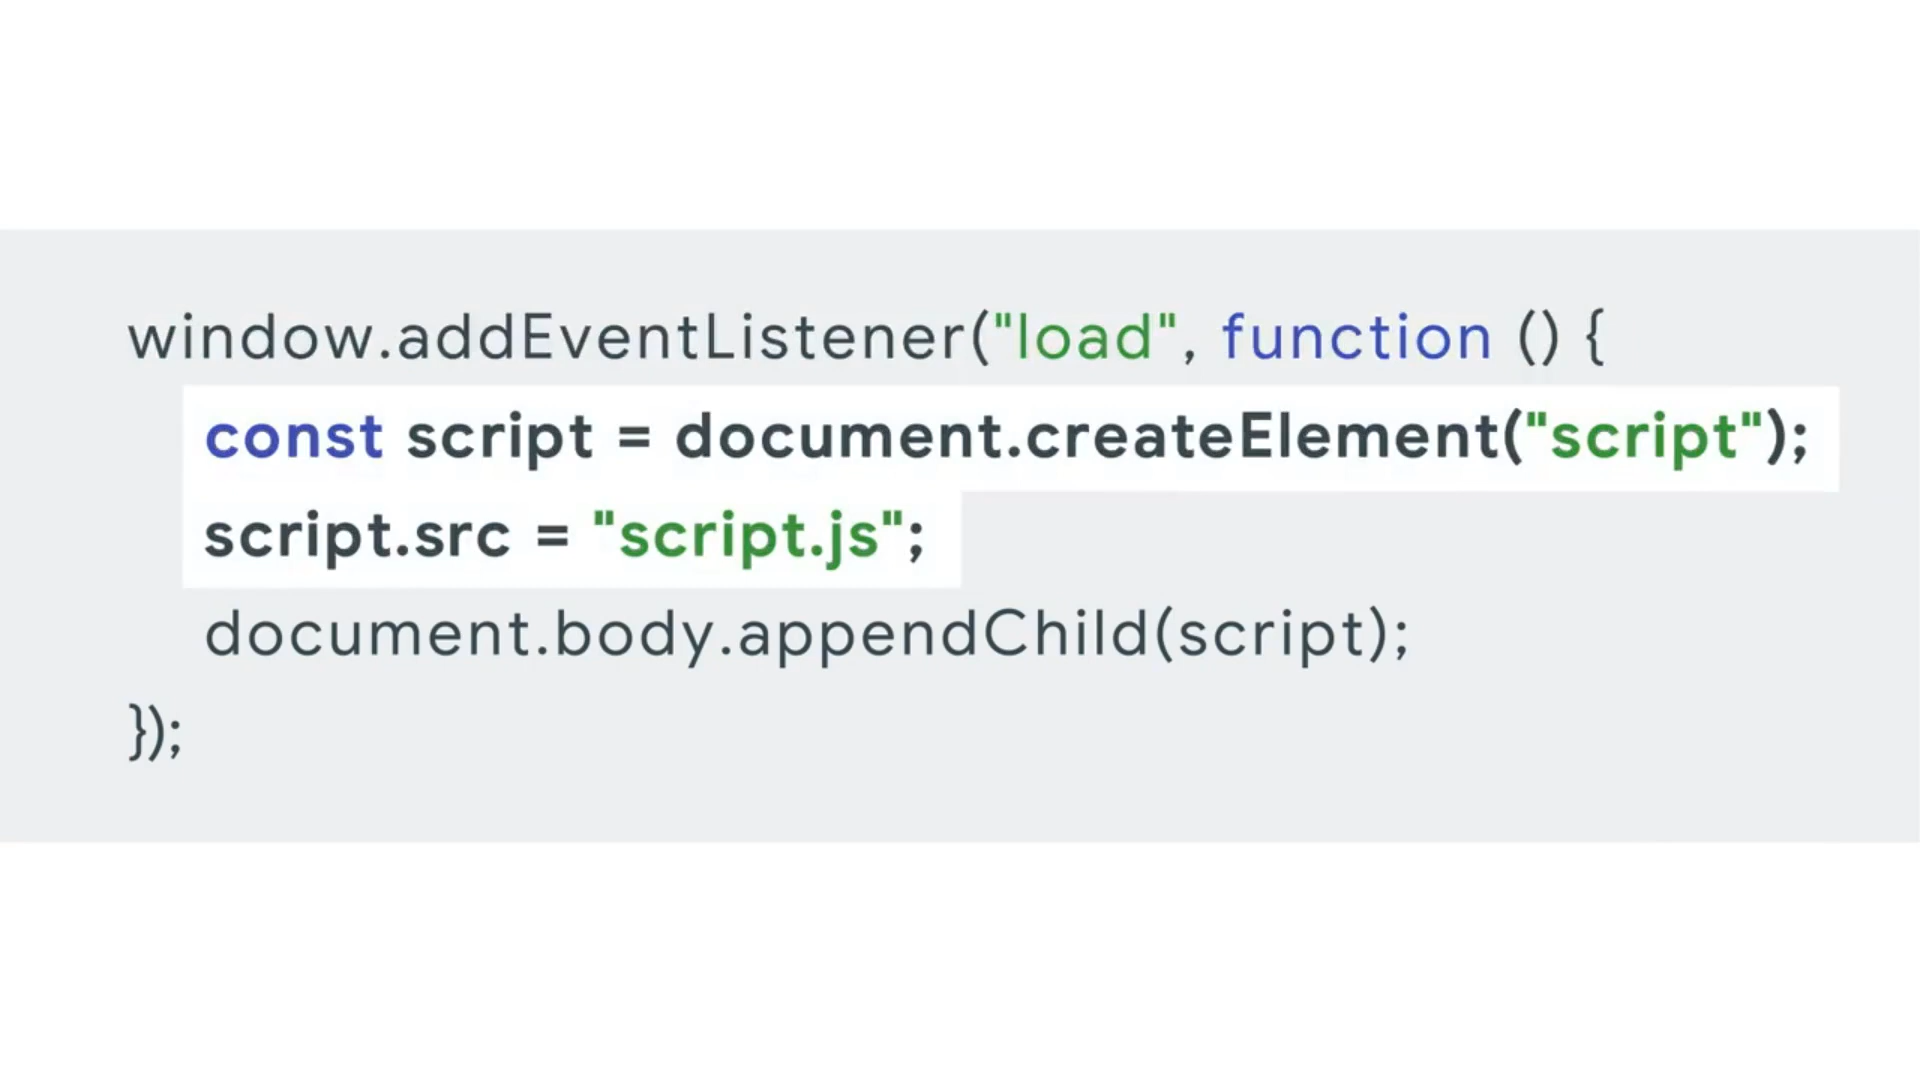 window.addEventListener("load", function () {
const script = document.createElement("script");
script.src = "script.js";
document.body.appendChild(script);
});